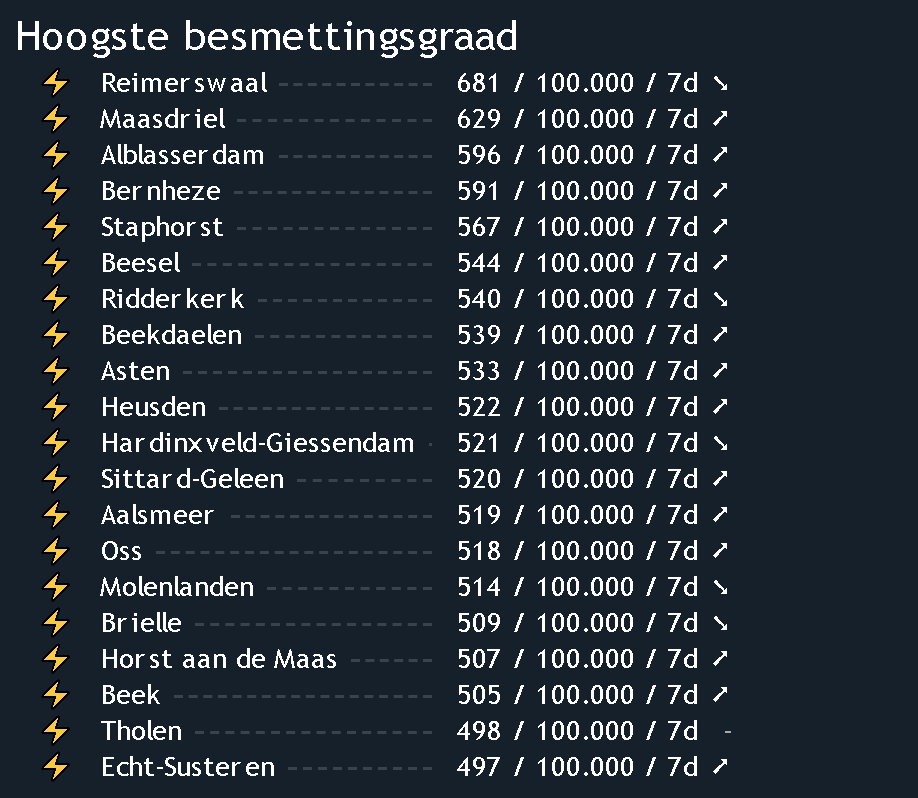 Hoogste besmettingsgraad
⚡ Reimerswaal ----------- 681 / 100.000 / 7d ➘
⚡ Maasdriel -------------- 629 / 100.000 / 7d ➚
⚡ Alblasserdam ----------- 596 / 100.000 / 7d ➚
⚡ Bernheze -------------- 591 / 100.000 / 7d ➚
⚡ Staphorst -------------- 567 / 100.000 / 7d ➚
⚡ Beesel ----------------- 544 / 100.000 / 7d ➚
⚡ Ridderkerk ------------- 540 / 100.000 / 7d ➘
⚡ Beekdaelen ------------ 539 / 100.000 / 7d ➚
⚡ Asten ------------------ 533 / 100.000 / 7d ➚
⚡ Heusden --------------- 522 / 100.000 / 7d ➚
⚡ Hardinxveld-Giessendam - 521 / 100.000 / 7d ➘
⚡ Sittard-Geleen --------- 520 / 100.000 / 7d ➚
⚡ Aalsmeer -------------- 519 / 100.000 / 7d ➚
⚡ Oss -------------------- 518 / 100.000 / 7d ➚
⚡ Molenlanden ----------- 514 / 100.000 / 7d ➘
⚡ Brielle ----------------- 509 / 100.000 / 7d ➘
⚡ Horst aan de Maas ------ 507 / 100.000 / 7d ➚
⚡ Beek ------------------- 505 / 100.000 / 7d ➚
⚡ Tholen ----------------- 498 / 100.000 / 7d -
⚡ Echt-Susteren ---------- 497 / 100.000 / 7d ➚